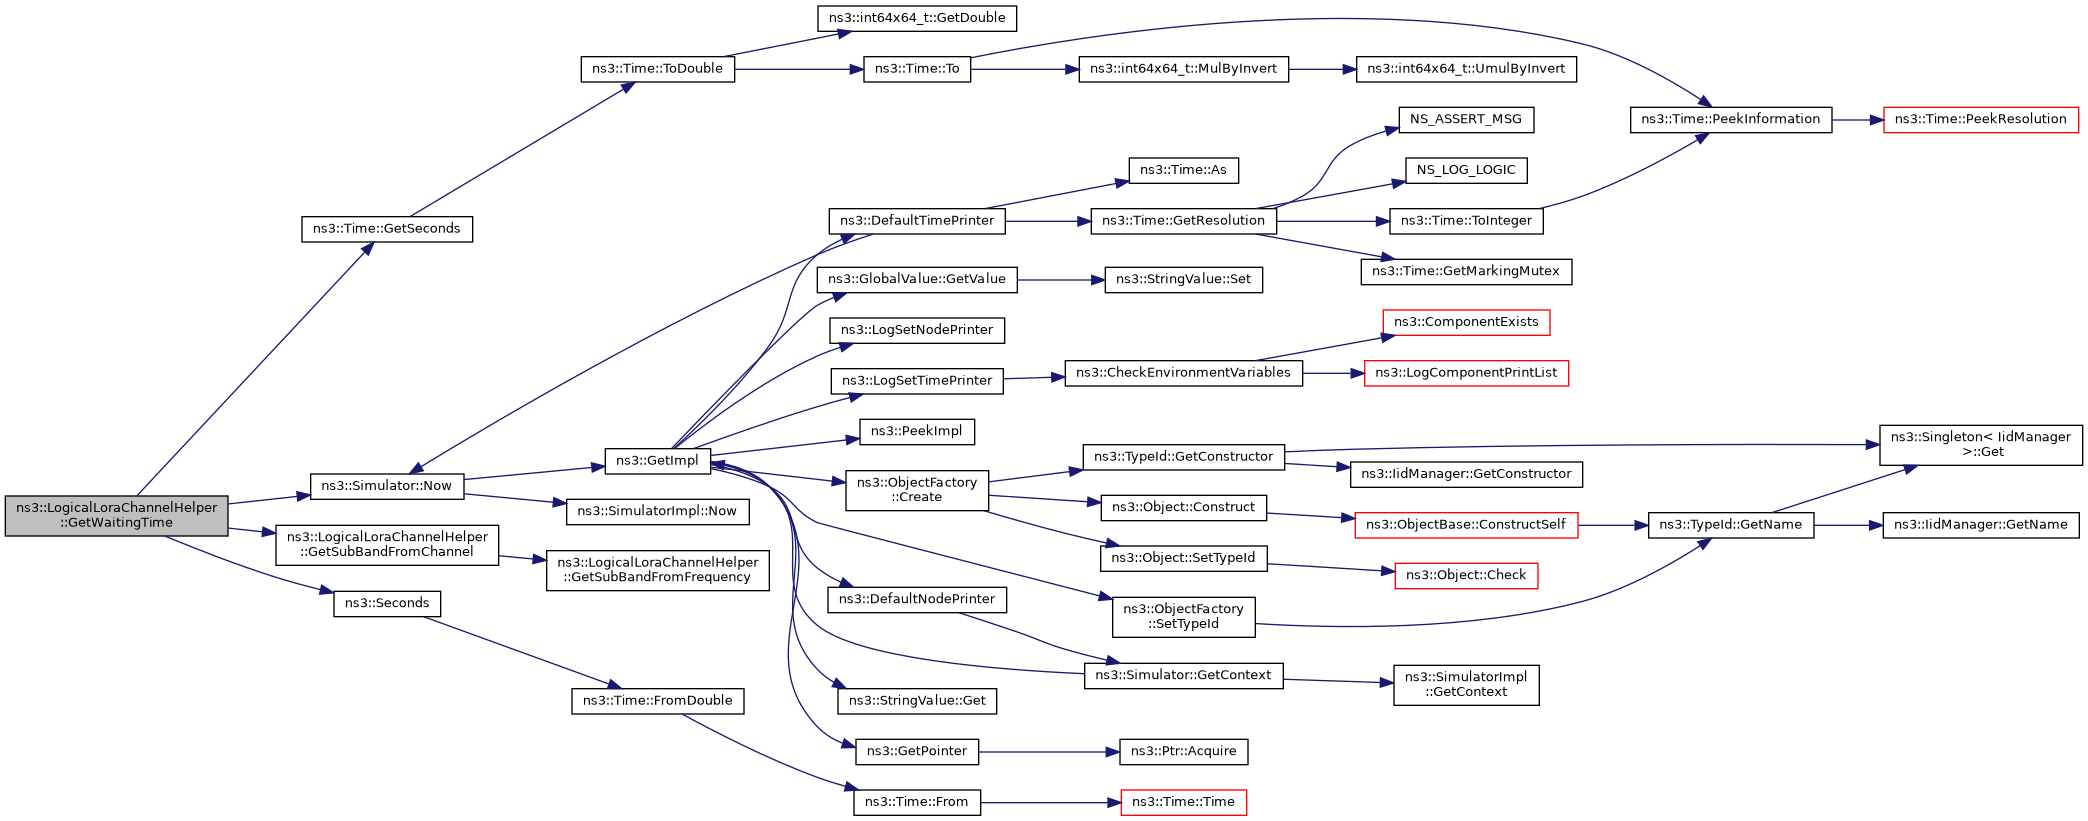 ns3::LogicalLoraChannelHelper
::GetWaitingTime
ns3::Time::GetSeconds
ns3::Simulator::Now
ns3::LogicalLoraChannelHelper
::GetSubBandFromChannel
ns3::Seconds
ns3::Time::ToDouble
ns3::GetImpl
ns3::SimulatorImpl::Now
ns3::LogicalLoraChannelHelper
::GetSubBandFromFrequency
ns3::Time::FromDouble
ns3::int64x64_t::GetDouble
ns3::Time::To
ns3::DefaultTimePrinter
ns3::GlobalValue::GetValue
ns3::LogSetNodePrinter
ns3::LogSetTimePrinter
ns3::PeekImpl
ns3::ObjectFactory
::Create
ns3::DefaultNodePrinter
ns3::StringValue::Get
ns3::GetPointer
ns3::Time::From
ns3::int64x64_t::MulByInvert
ns3::Time::As
ns3::Time::GetResolution
ns3::StringValue::Set
ns3::CheckEnvironmentVariables
ns3::TypeId::GetConstructor
ns3::Object::Construct
ns3::Object::SetTypeId
ns3::ObjectFactory
::SetTypeId
ns3::Simulator::GetContext
ns3::Ptr::Acquire
ns3::Time::Time
ns3::int64x64_t::UmulByInvert
NS_ASSERT_MSG
NS_LOG_LOGIC
ns3::Time::ToInteger
ns3::Time::GetMarkingMutex
ns3::ComponentExists
ns3::LogComponentPrintList
ns3::IidManager::GetConstructor
ns3::ObjectBase::ConstructSelf
ns3::Object::Check
ns3::SimulatorImpl
::GetContext
ns3::Time::PeekInformation
ns3::TypeId::GetName
ns3::Time::PeekResolution
ns3::Singleton< IidManager
>::Get
ns3::IidManager::GetName